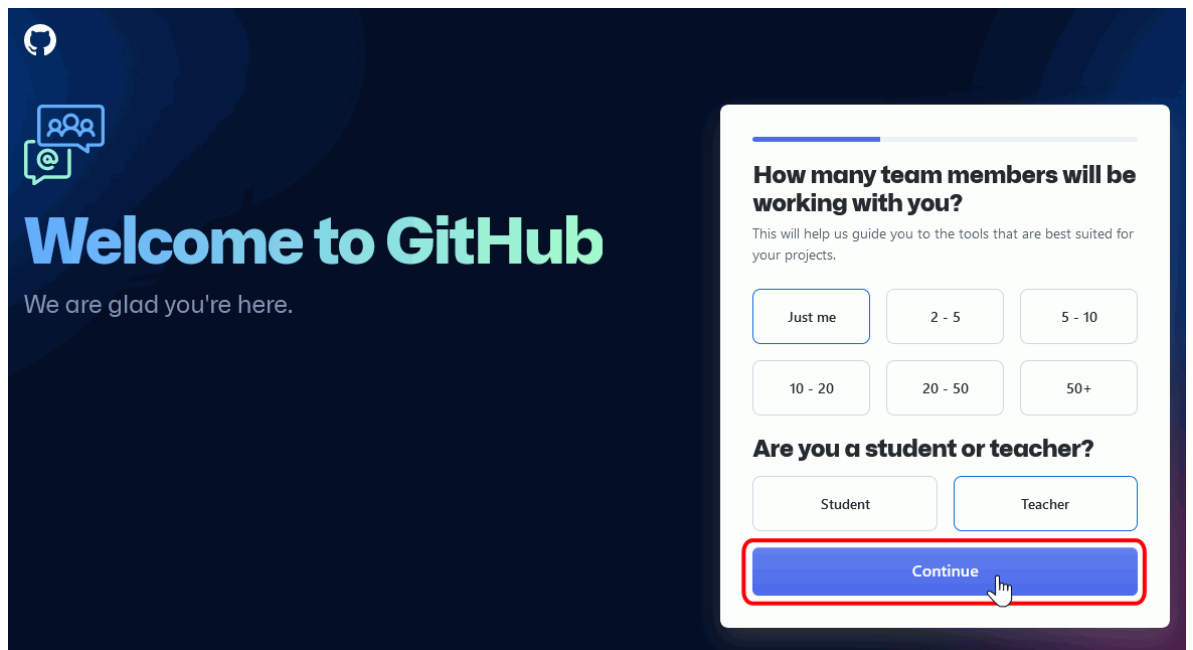 @
Welcome to GitHub
We are glad you're here.
How many team members will be
working with you?
This will help us guide you to the tools that are best suited for
your projects.
Just me
2 - 5
5 - 10
10 - 20
20 - 50
50+
Are you a student or teacher?
Student
Teacher
Continue